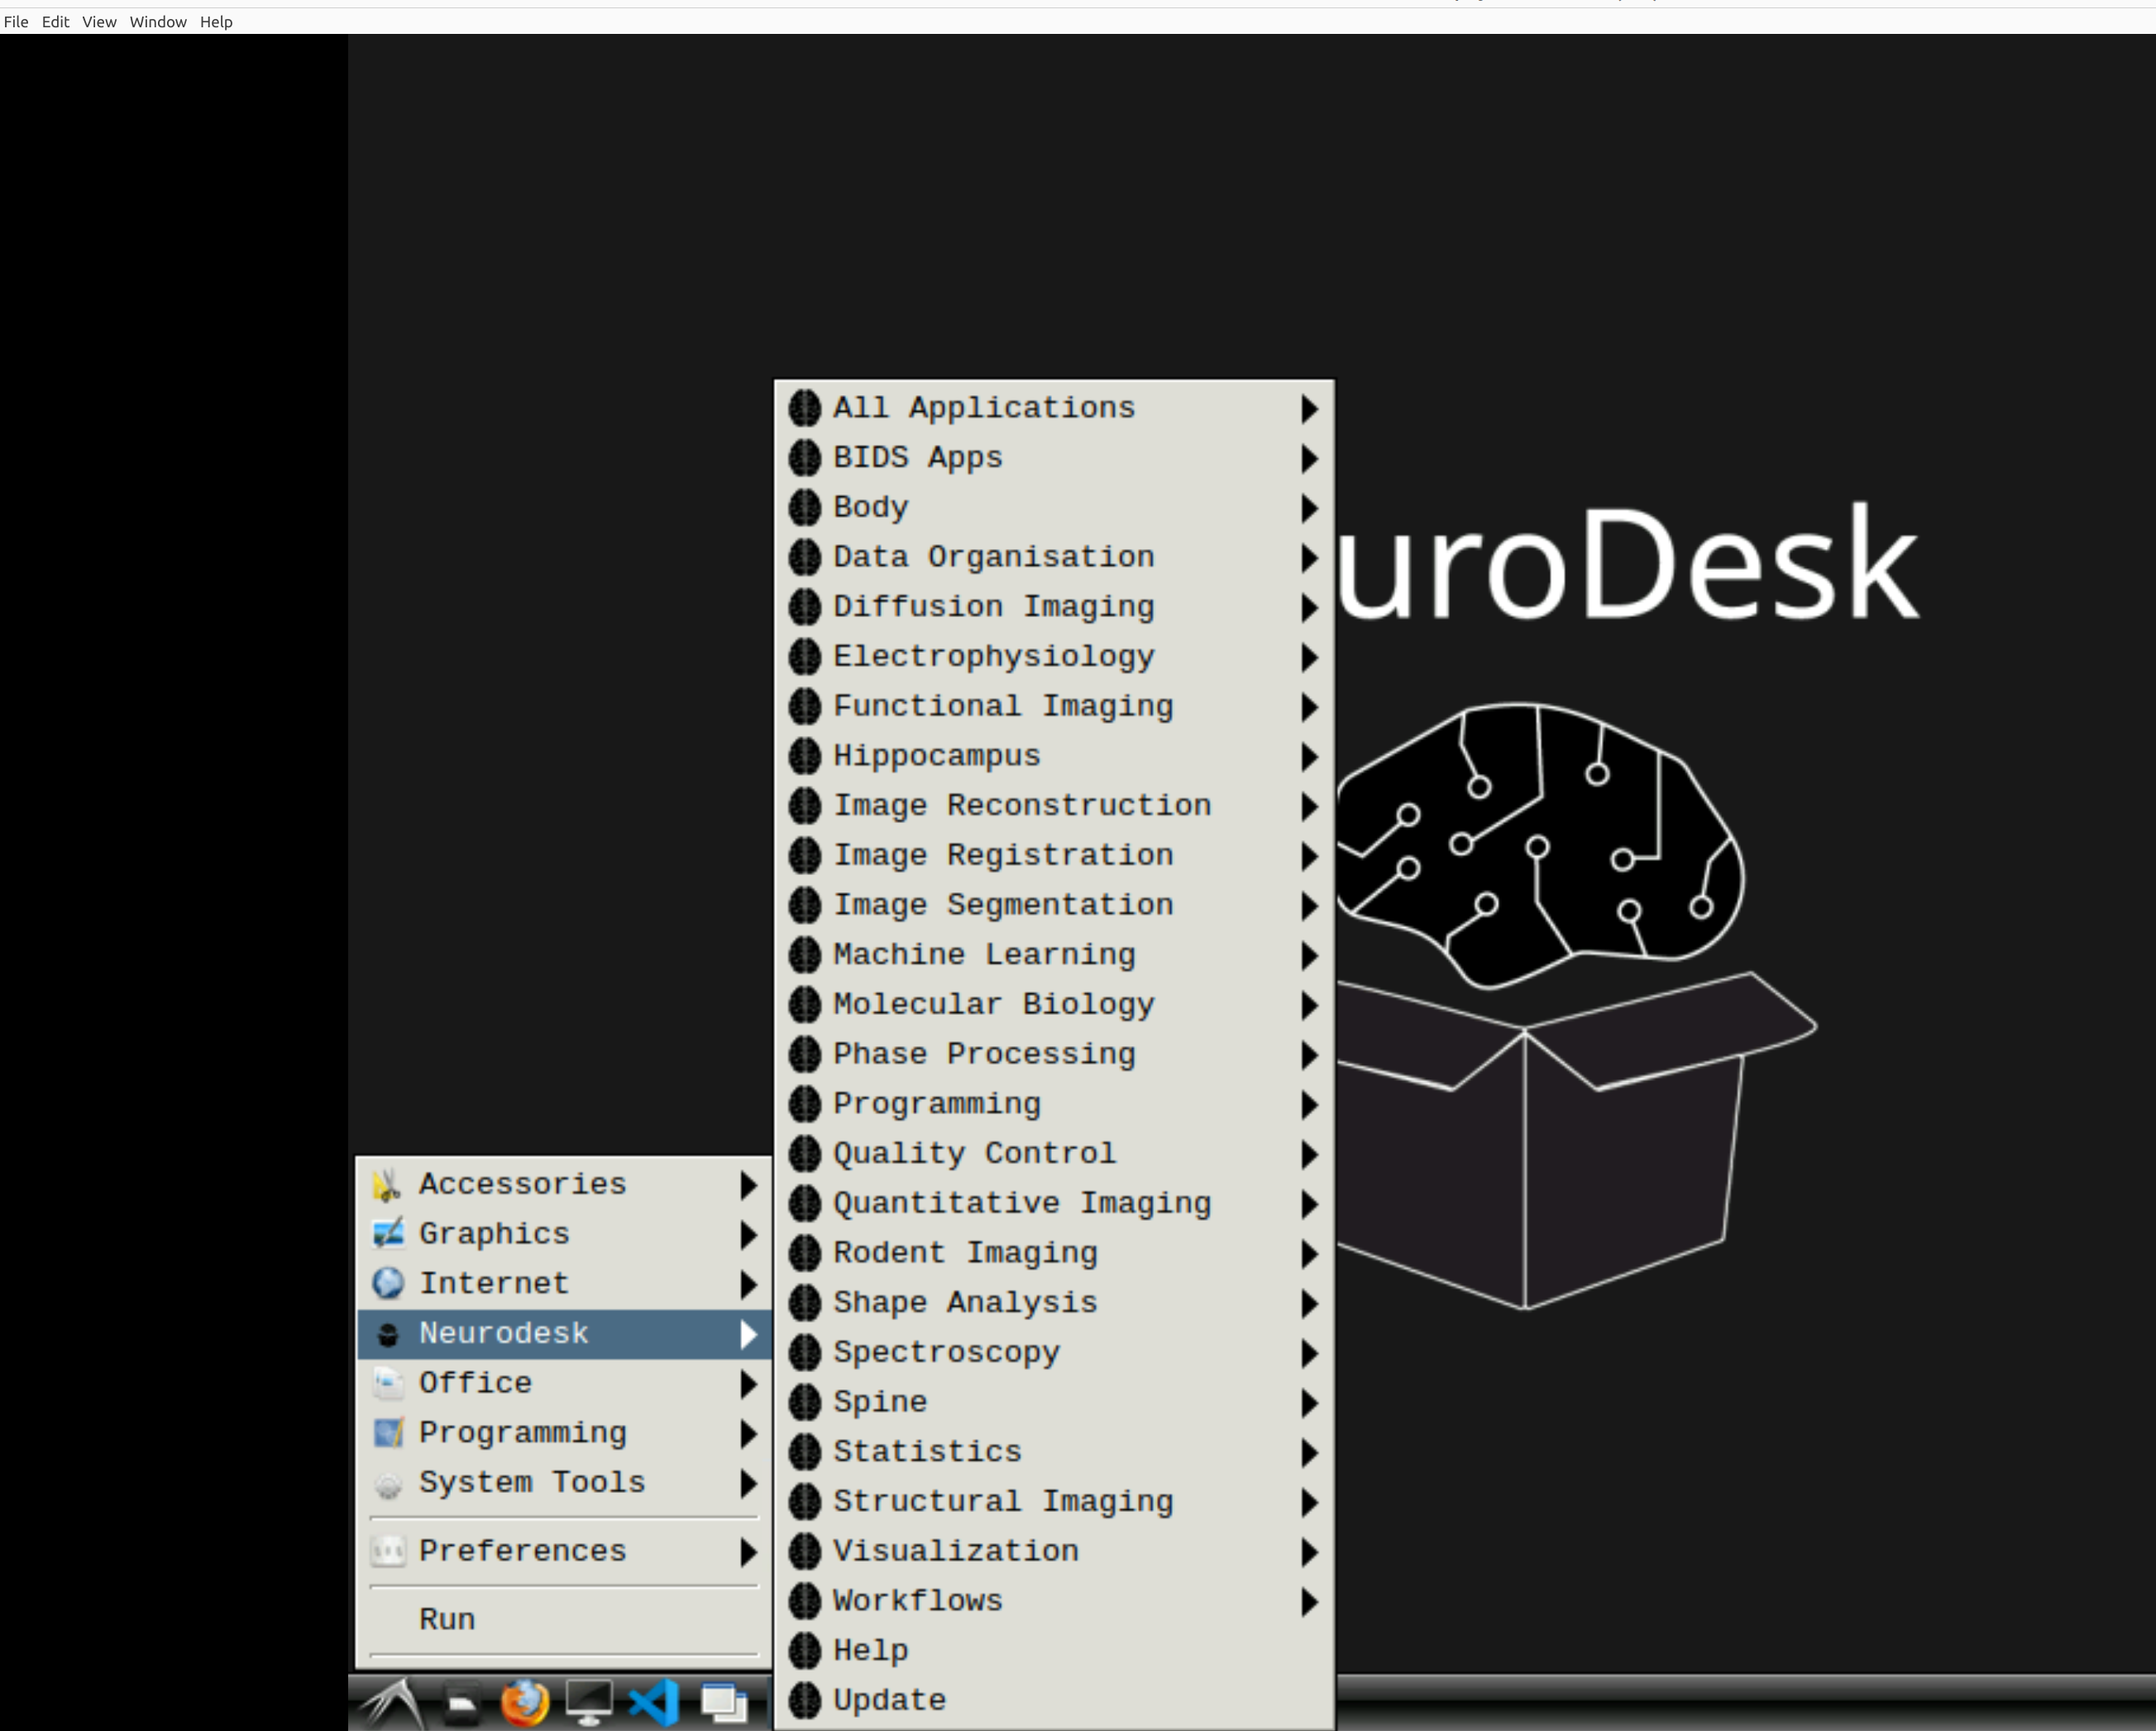 File Edit View Window Help
All Applications
BIDS Apps
Body
Data Organisation
Diffusion Imaging
Electrophysiology
Functional Imaging
Hippocampus
Image Reconstruction
Image Registration
Image Segmentation
Machine Learning
Molecular Biology
Phase Processing
Programming
Quality Control
Quantitative Imaging
Rodent Imaging
Shape Analysis
Spectroscopy
Spine
Statistics
Structural Imaging
Visualization
Workflows
Help
Update
uroDesk
Accessories
Graphics
Internet
Neurodesk
Office
Programming
System Tools
Preferences
Run